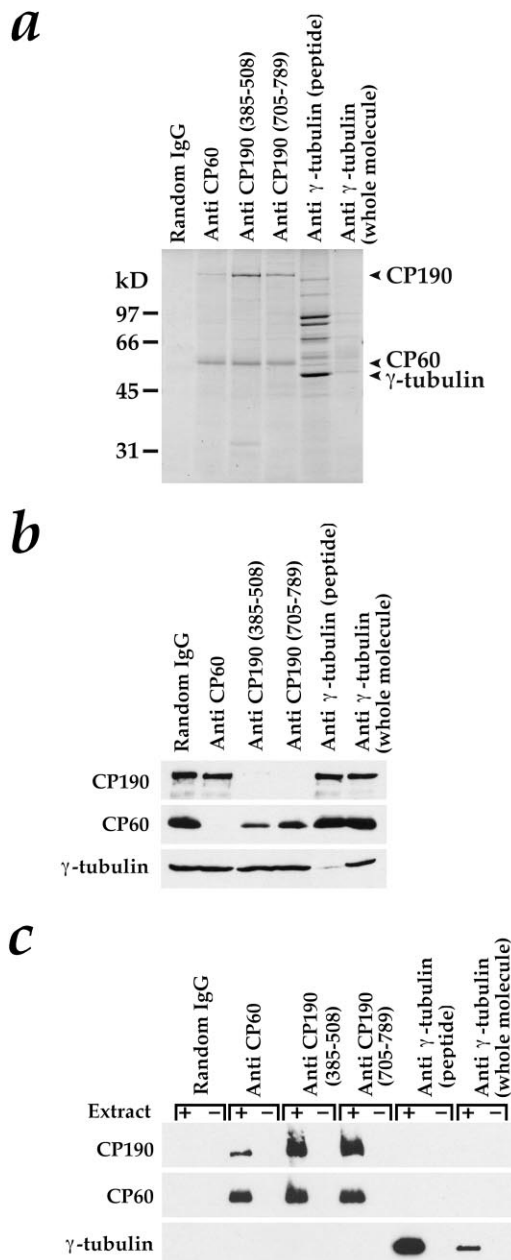 a
Random IgG
Anti CP60
Anti CP190 (385-508)
Anti CP190 (705-789)
Anti γ-tubulin (peptide)
Anti γ-tubulin
(whole molecule)
kD
97
66
45
31
CP190
CP60
γ-tubulin
b
Random IgG
Anti CP60
Anti CP190 (385-508)
Anti CP190 (705-789)
Anti γ-tubulin (peptide)
Anti γ-tubulin
(whole molecule)
CP190
CP60
γ-tubulin
c
Random IgG
Anti CP60
Anti CP190
(385-508)
Anti CP190
(705-789)
Anti γ-tubulin
(peptide)
Anti γ-tubulin
(whole molecule)
Extract + − + − + − + − + − + −
CP190
CP60
γ-tubulin